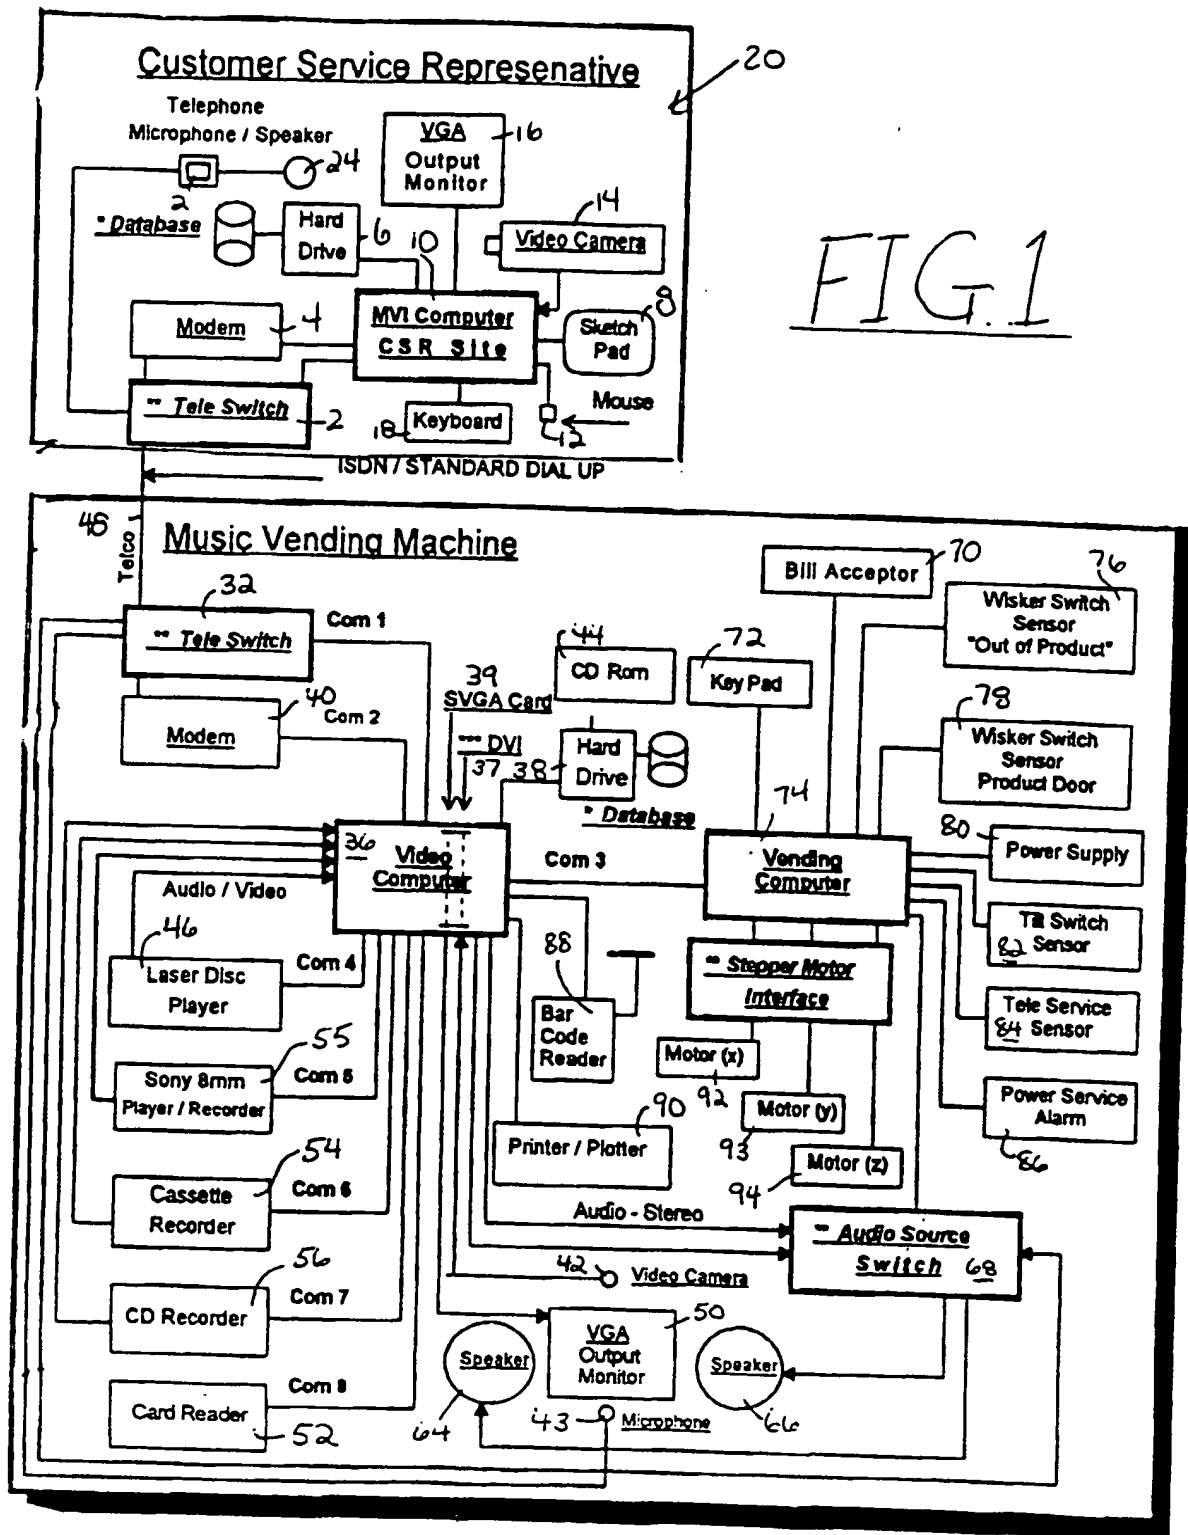 Customer Service Represenative
20
Telephone
Microphone / Speaker
2
24
VGA
Output
Monitor
16
* Database
Hard
Drive
6
10
14
Video Camera
FIG.1
Modem
4
MVI Computer
CSR Site
8
Sketch
Pad
** Tele Switch
2
18
Keyboard
12
Mouse
ISDN / STANDARD DIAL UP
48
Telco
Music Vending Machine
32
** Tele Switch
Com 1
70
Bill Acceptor
76
Wisker Switch
Sensor
"Out of Product"
44
CD Rom
72
Key Pad
39
SVGA Card
40
Modem
Com 2
*** DVI
37
38
Hard
Drive
* Database
78
Wisker Switch
Sensor
Product Door
74
36
Video
Computer
Com 3
Vending
Computer
80
Power Supply
Audio / Video
46
Laser Disc
Player
Com 4
88
Bar
Code
Reader
** Stepper Motor
Interface
Tilt Switch
82 Sensor
Tele Service
84 Sensor
55
Sony 8mm
Player / Recorder
Com 5
Motor (x)
92
Motor (y)
93
Motor (z)
94
Power Service
Alarm
86
90
Printer / Plotter
54
Cassette
Recorder
Com 6
Audio - Stereo
** Audio Source
Switch 68
42
Video Camera
56
CD Recorder
Com 7
50
VGA
Output
Monitor
Speaker
64
Speaker
66
Com 8
Card Reader
52
43
Microphone